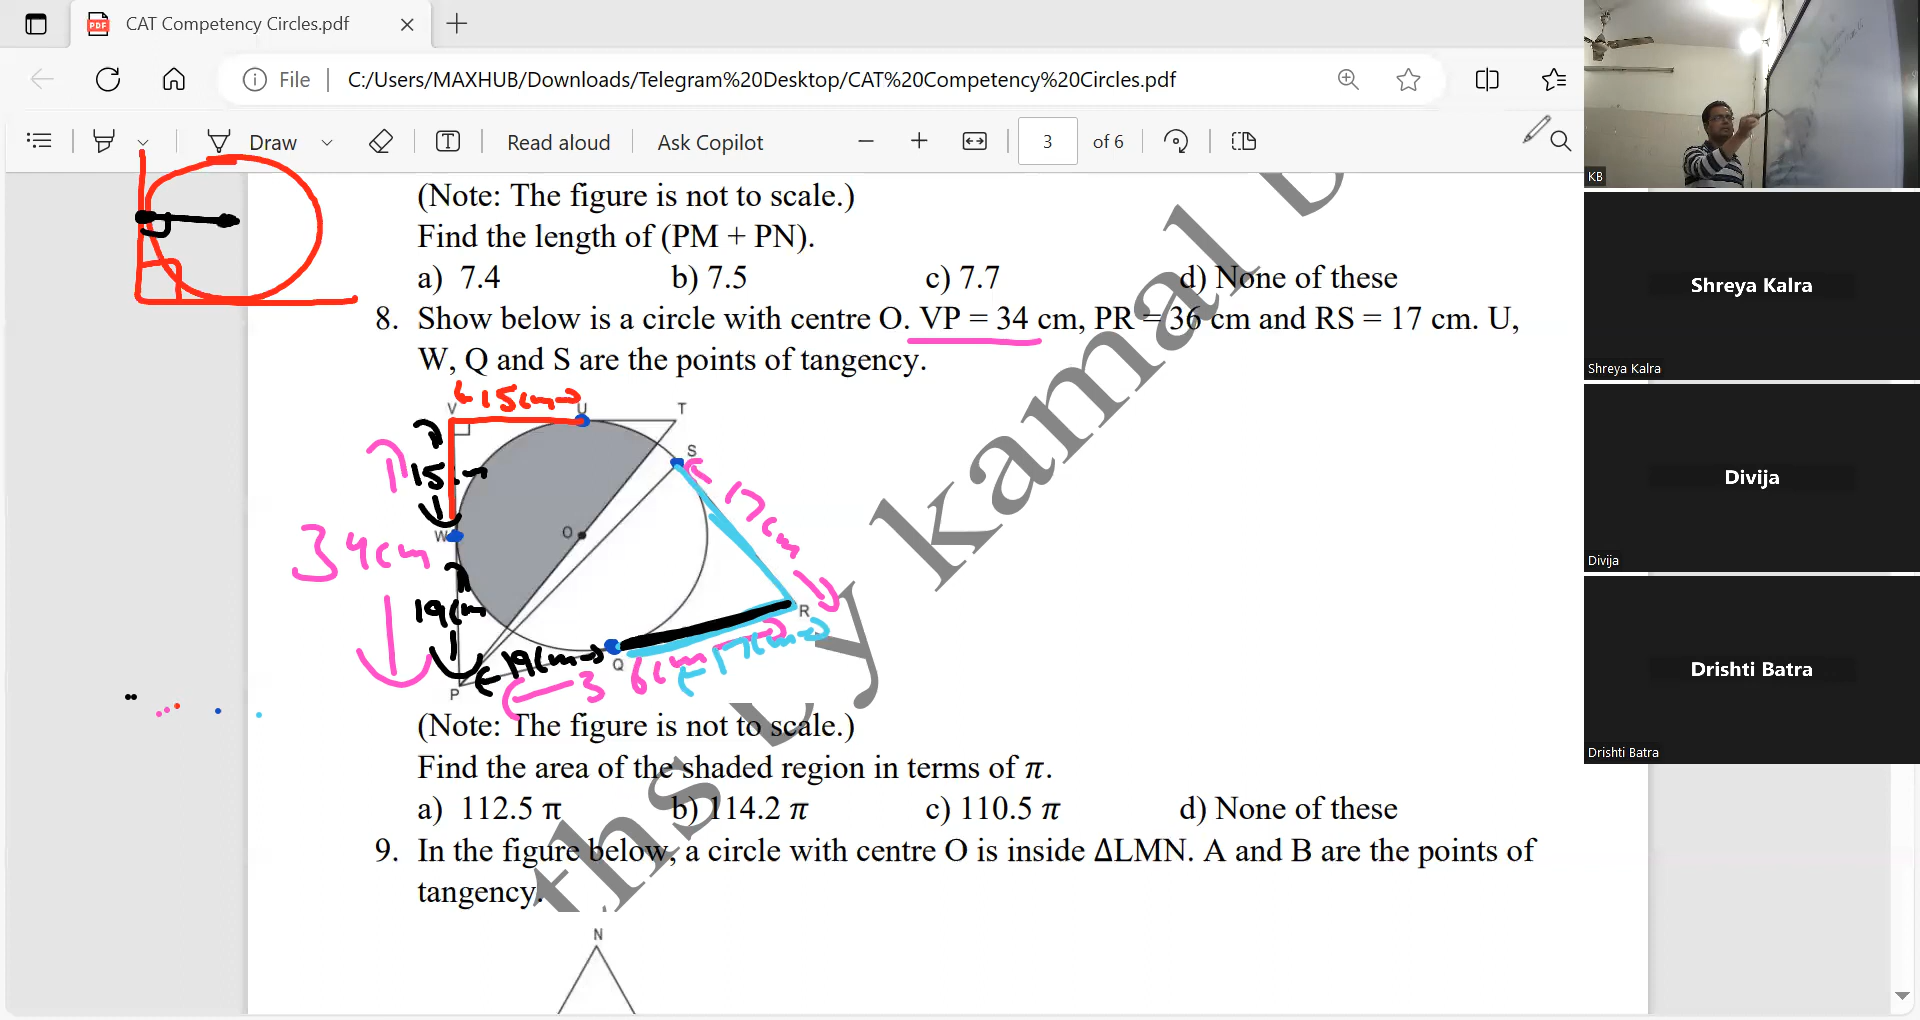 CAT Competency Circles.pdf
File
C:/Users/MAXHUB/Downloads/Telegram%20Desktop/CAT%20Competency%20Circles.pdf
Draw
Read aloud
Ask Copilot
3 of 6
(Note: The figure is not to scale.)
Find the length of (PM + PN).
a) 7.4 b) 7.5 c) 7.7 d) None of these
8. Show below is a circle with centre O. VP = 34 cm, PR = 36 cm and RS = 17 cm. U,
W, Q and S are the points of tangency.
15cm
V U T
S
15
17cm
W O
34cm
19cm
R
19cm
Q
36cm
17cm
P
(Note: The figure is not to scale.)
Find the area of the shaded region in terms of π.
a) 112.5 π b) 114.2 π c) 110.5 π d) None of these
9. In the figure below, a circle with centre O is inside ΔLMN. A and B are the points of
tangency.
N
ths by kamal b
KB
Shreya Kalra
Shreya Kalra
Divija
Divija
Drishti Batra
Drishti Batra